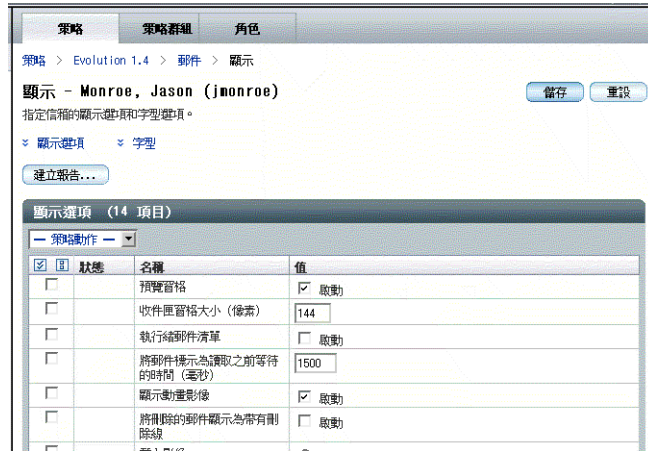 策略 策略群組 角色
策略 > Evolution 1.4 > 郵件 > 顯示
顯示 - Monroe, Jason (jmonroe)
儲存 重設
指定信箱的顯示選項和字型選項。
顯示選項 字型
建立報告...
顯示選項 (14 項目)
— 策略動作 —
狀態 名稱 值
預覽窗格 啟動
收件匣窗格大小 (像素) 144
執行緒郵件清單 啟動
將郵件標示為讀取之前等待
的時間 (毫秒) 1500
顯示動畫影像 啟動
將刪除的郵件顯示為帶有刪
除線 啟動